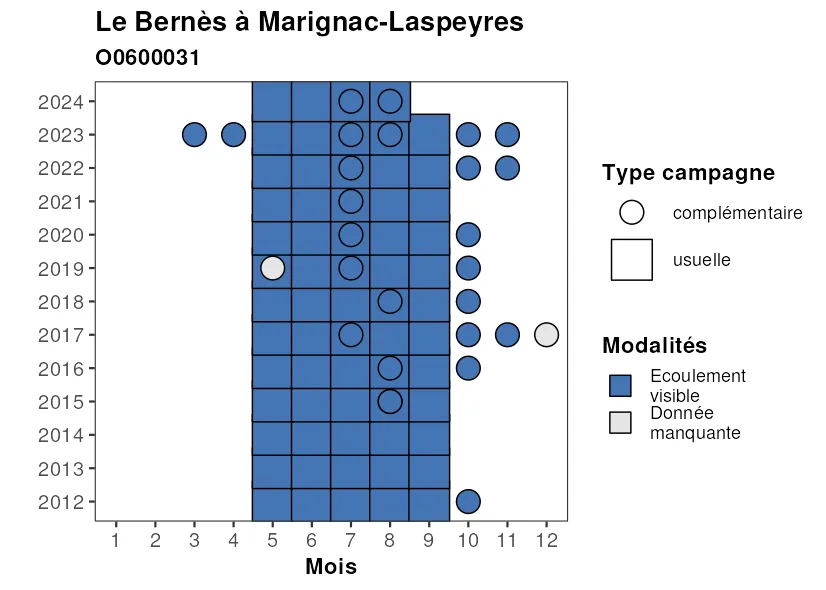 Le Bernès à Marignac-Laspeyres
O0600031
2024
2023
2022
2021
2020
2019
2018
2017
2016
2015
2014
2013
2012
1 2 3 4 5 6 7 8 9 10 11 12
Mois
Type campagne
complémentaire
usuelle
Modalités
Ecoulement
visible
Donnée
manquante